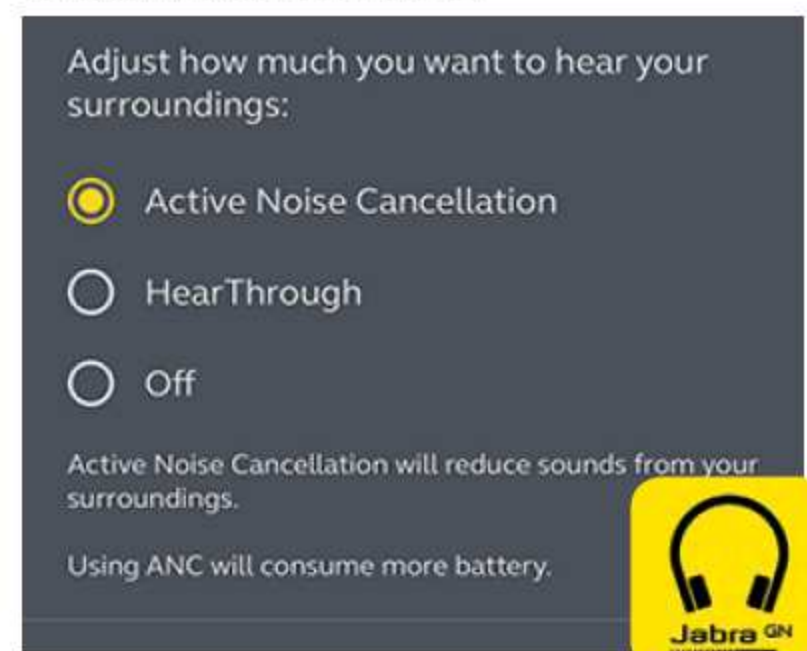 Adjust how much you want to hear your
surroundings:
Active Noise Cancellation
HearThrough
Off
Active Noise Cancellation will reduce sounds from your
surroundings.
Using ANC will consume more battery.
Jabra GN